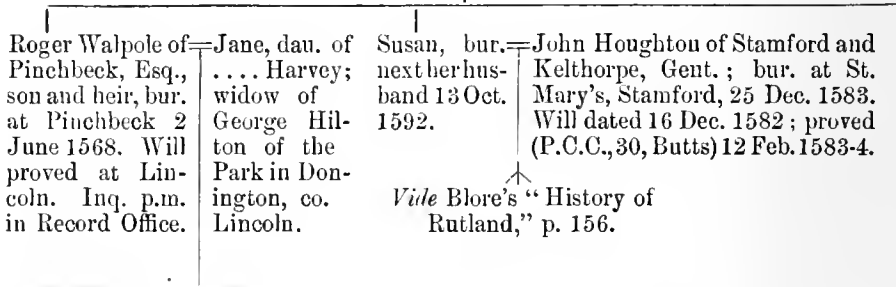 Roger Walpole of
Pinchbeck, Esq.,
son and heir, bur.
at Pinchbeck 2
June 1568. Will
proved at Lin-
coln. Inq. p.m.
in Record Office.
Jane, dau. of
.... Harvey;
widow of
George Hil-
ton of the
Park in Don-
ington, co.
Lincoln.
Susan, bur.
next her hus-
band 13 Oct.
1592.
John Houghton of Stamford and
Kelthorpe, Gent.; bur. at St.
Mary's, Stamford, 25 Dec. 1583.
Will dated 16 Dec. 1582; proved
(P.C.C., 30, Butts) 12 Feb. 1583-4.
Vide Blore's "History of
Rutland," p. 156.